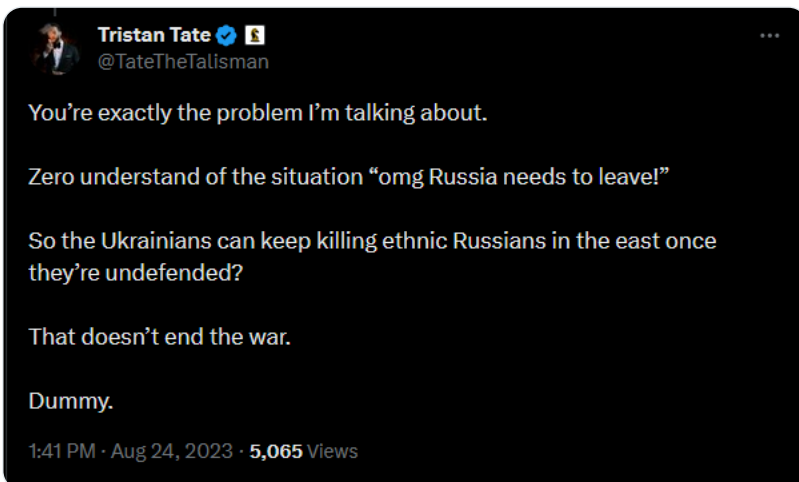 Tristan Tate
@TateTheTalisman
You’re exactly the problem I’m talking about.
Zero understand of the situation “omg Russia needs to leave!”
So the Ukrainians can keep killing ethnic Russians in the east once
they’re undefended?
That doesn’t end the war.
Dummy.
1:41 PM · Aug 24, 2023 · 5,065 Views